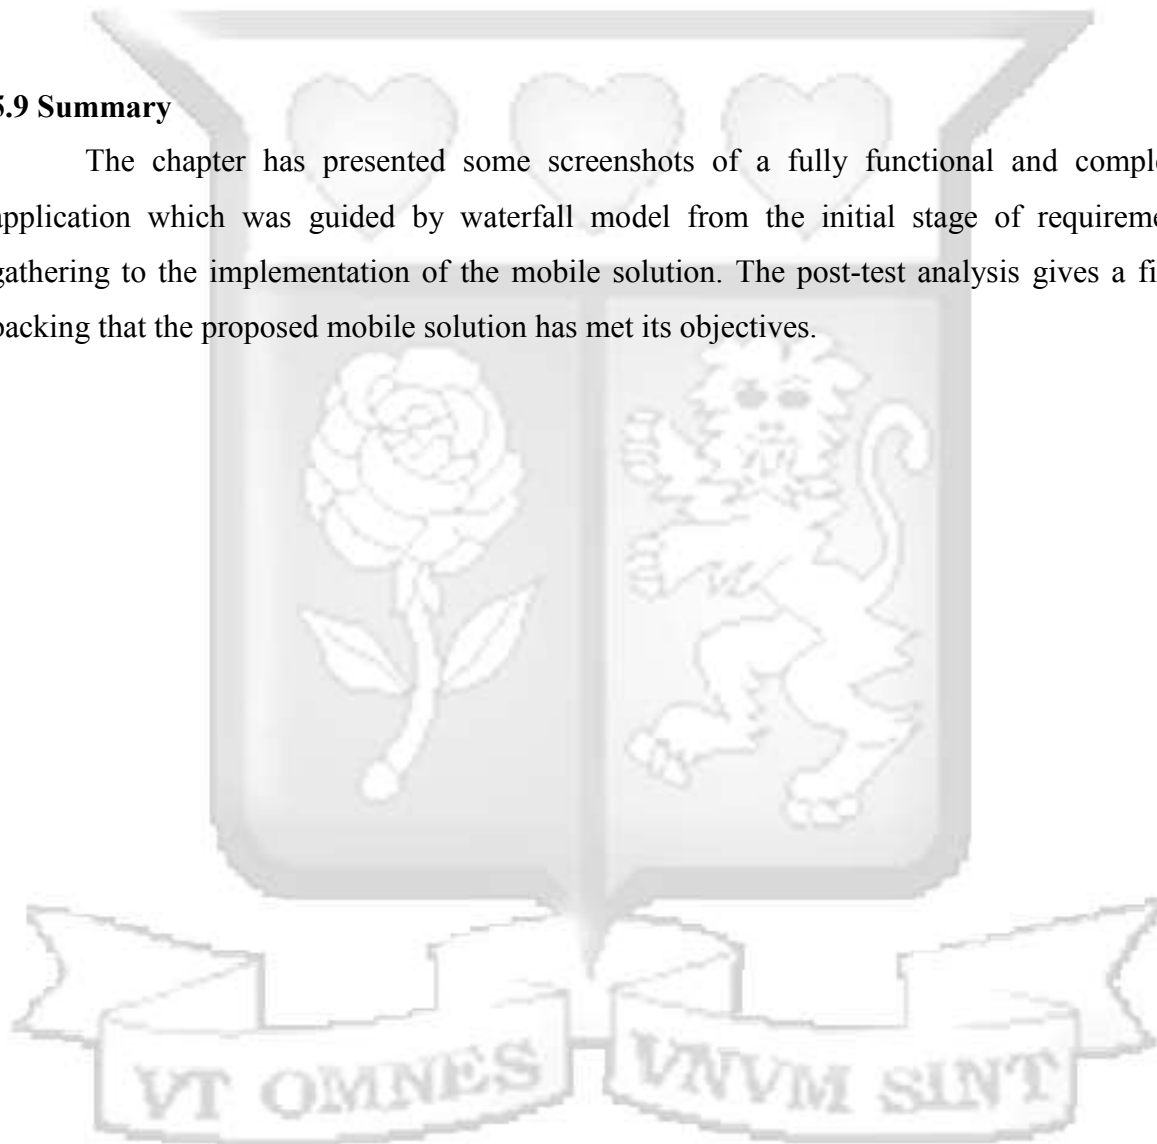 5.9 Summary
The chapter has presented some screenshots of a fully functional and comple
application which was guided by waterfall model from the initial stage of requireme
gathering to the implementation of the mobile solution. The post-test analysis gives a fi
backing that the proposed mobile solution has met its objectives.
VT OMNES VNVM SINT